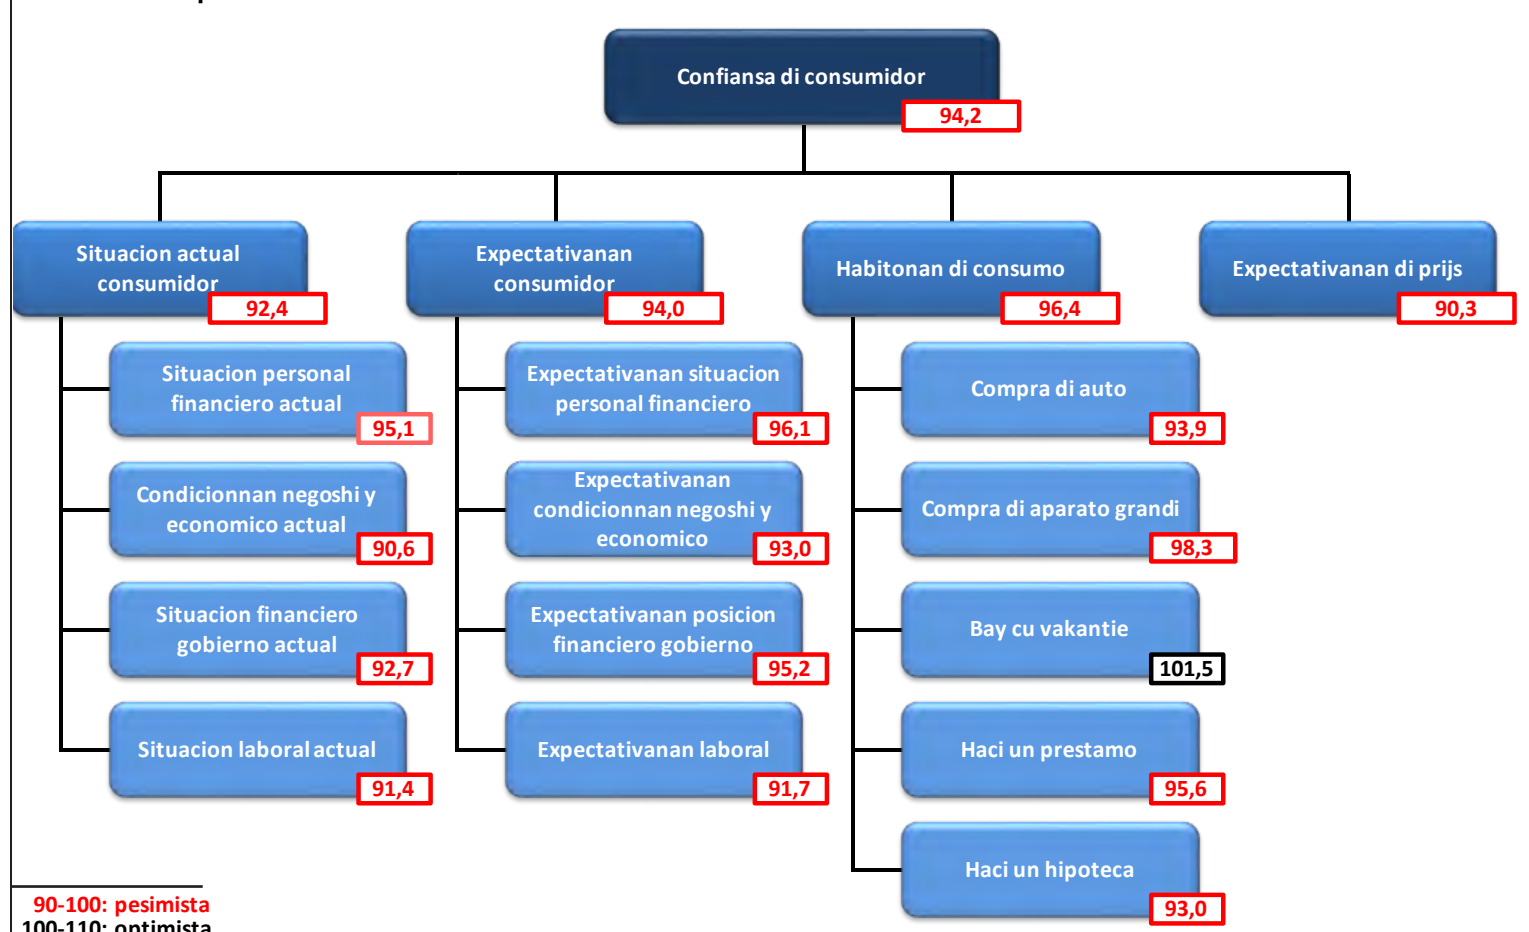 Confiansa di consumidor
94,2
Situacion actual
consumidor
92,4
Situacion personal
financiero actual
95,1
Condicionnan negoshi y
economico actual
90,6
Situacion financiero
gobierno actual
92,7
Situacion laboral actual
91,4
Expectativanan
consumidor
94,0
Expectativanan situacion
personal financiero
96,1
Expectativanan
condicionnan negoshi y
economico
93,0
Expectativanan posicion
financiero gobierno
95,2
Expectativanan laboral
91,7
Habitonan di consumo
96,4
Compra di auto
93,9
Compra di aparato grandi
98,3
Bay cu vakantie
101,5
Haci un prestamo
95,6
Haci un hipoteca
93,0
Expectativanan di prijs
90,3
90-100: pesimista
100-110: optimista